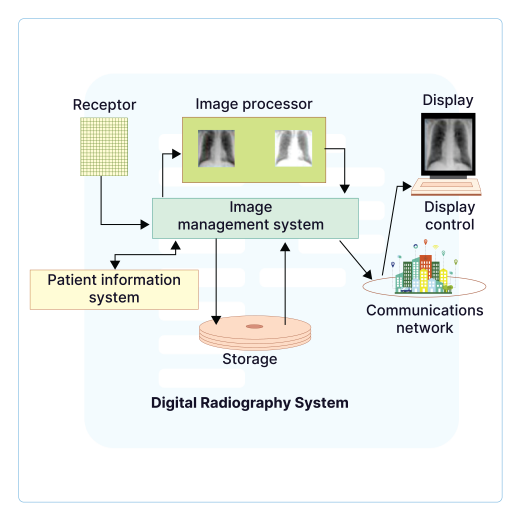 Receptor
Image processor
Display
Image
management system
Display
control
Patient information
system
Communications
network
Storage
Digital Radiography System